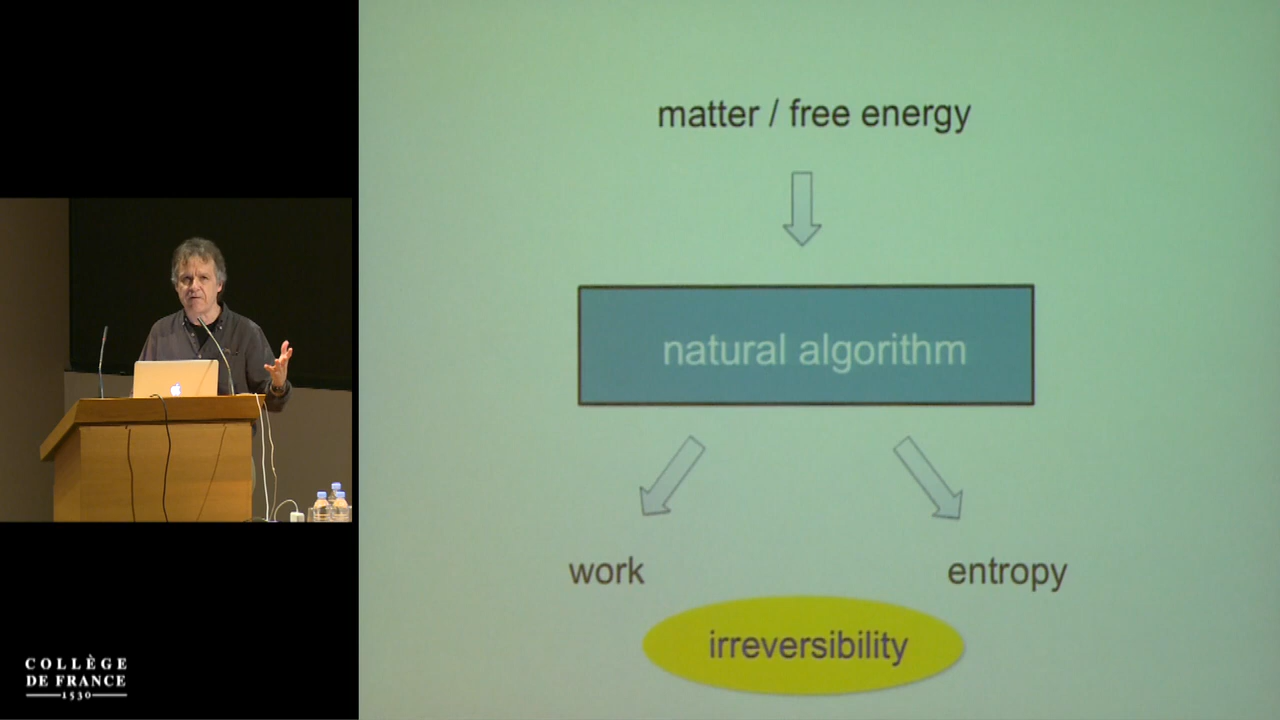 matter / free energy
natural algorithm
work
entropy
irreversibility
COLLÈGE
DE FRANCE
1530